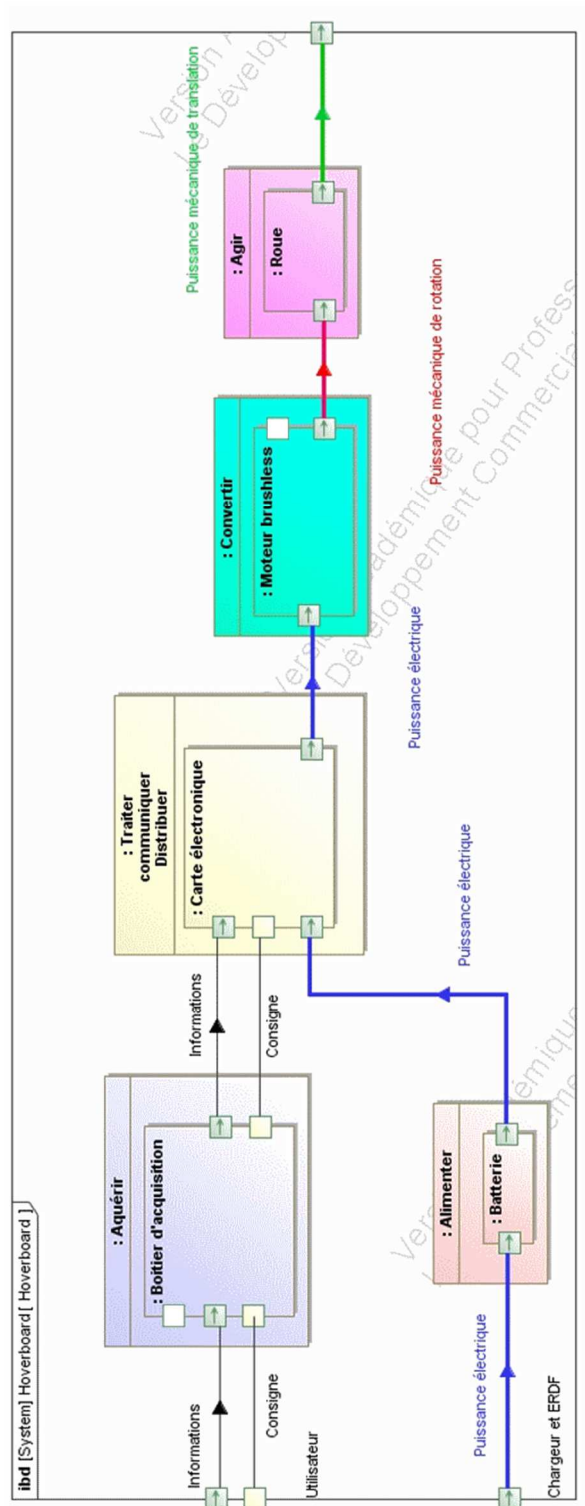 ibd [System] Hoverboard [ Hoverboard ]
Informations
Consigne
Utilisateur
: Aquérir
: Boitier d'acquisition
Informations
Consigne
: Traiter
communiquer
Distribuer
: Carte électronique
Puissance électrique
: Convertir
: Moteur brushless
Puissance mécanique de rotation
: Agir
: Roue
Puissance mécanique de translation
Puissance électrique
Chargeur et ERDF
: Alimenter
: Batterie
Puissance électrique